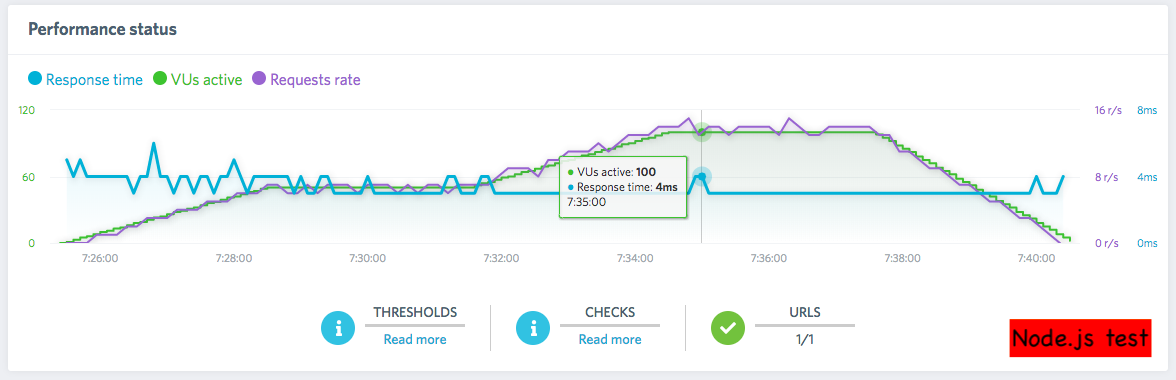 Performance status
Response time VUs active Requests rate
120 16 r/s 8ms
60 8 r/s 4ms
0 0 r/s 0ms
VUs active: 100
Response time: 4ms
7:35:00
7:26:00 7:28:00 7:30:00 7:32:00 7:34:00 7:36:00 7:38:00 7:40:00
THRESHOLDS CHECKS URLS
Read more Read more 1/1
Node.js test